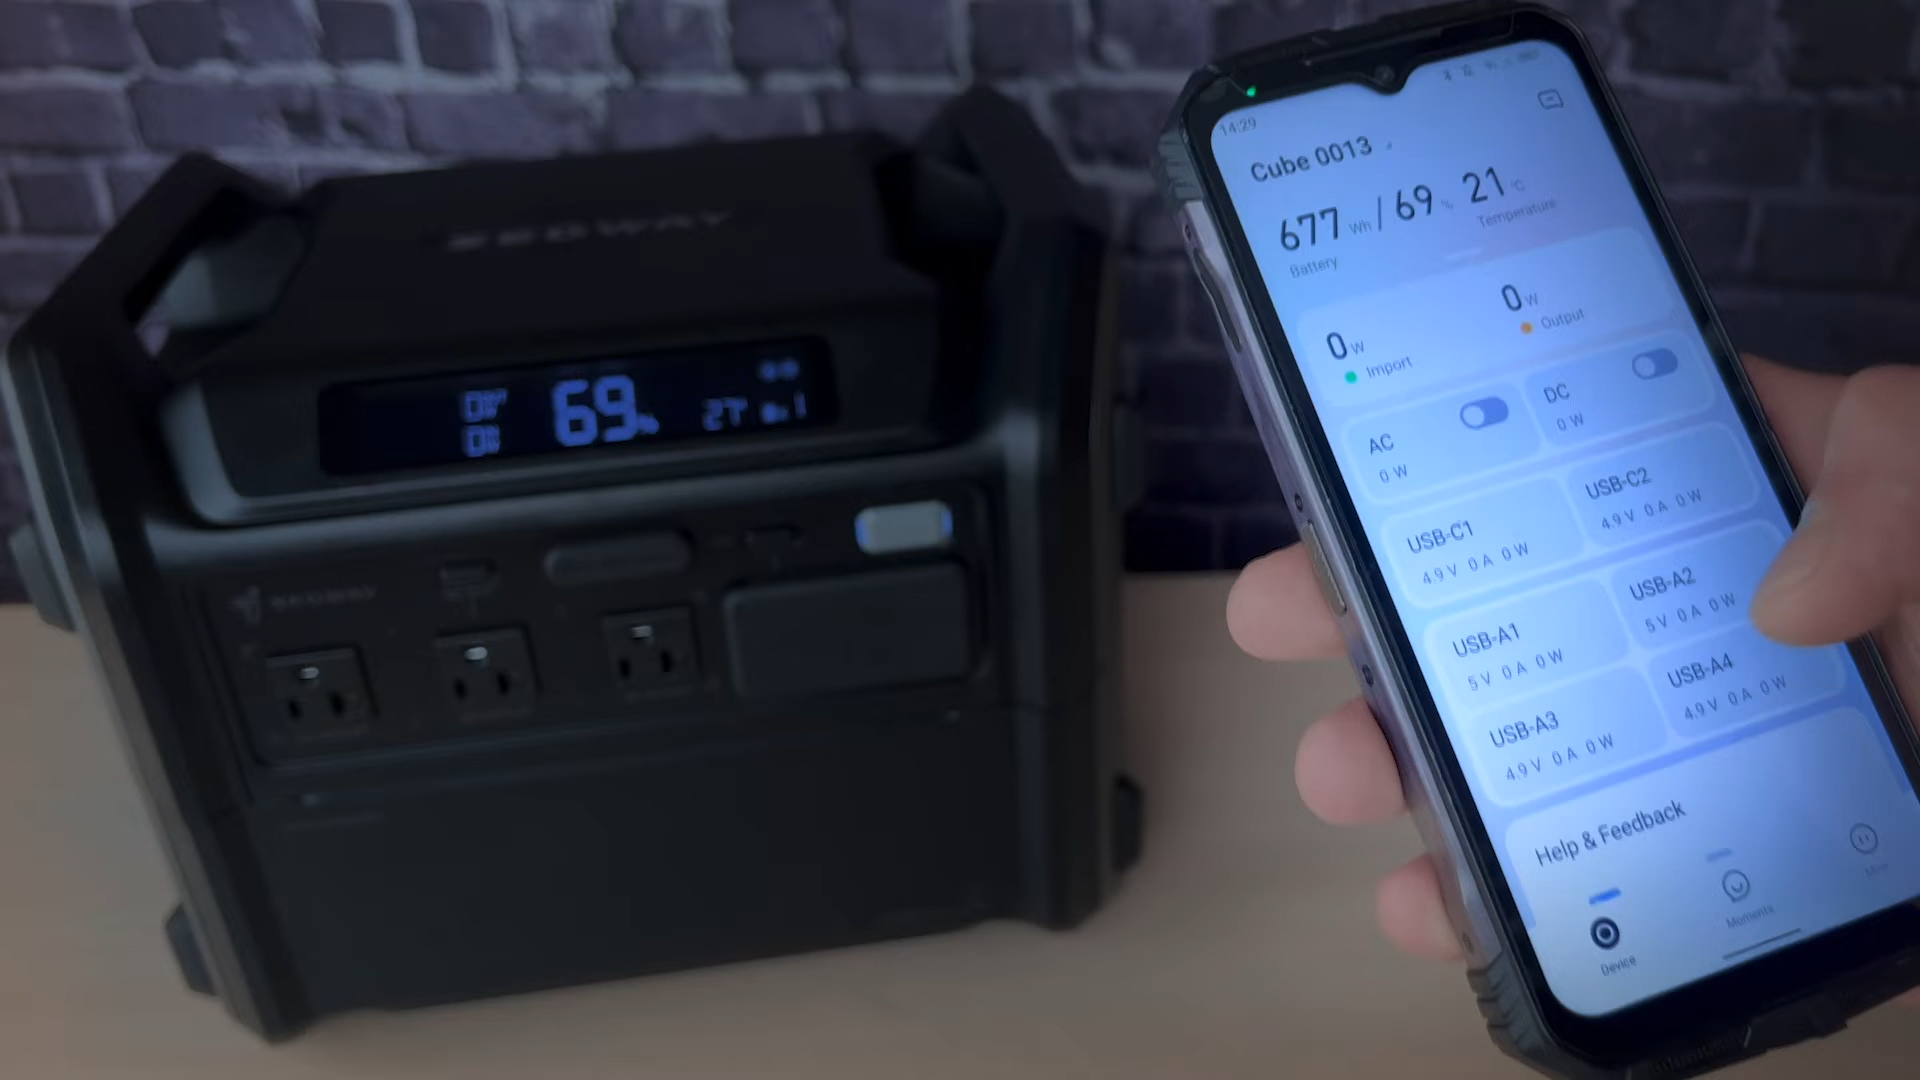 SEGWAY
69%
SEGWAY
14:29
Cube 0013
677 Wh / 69 % 21 °C
Battery Temperature
0 W 0 W
Import Output
AC DC
0 W 0 W
USB-C1 USB-C2
4.9 V 0 A 0 W 4.9 V 0 A 0 W
USB-A1 USB-A2
5 V 0 A 0 W 5 V 0 A 0 W
USB-A3 USB-A4
4.9 V 0 A 0 W 4.9 V 0 A 0 W
Help & Feedback
Device Moments